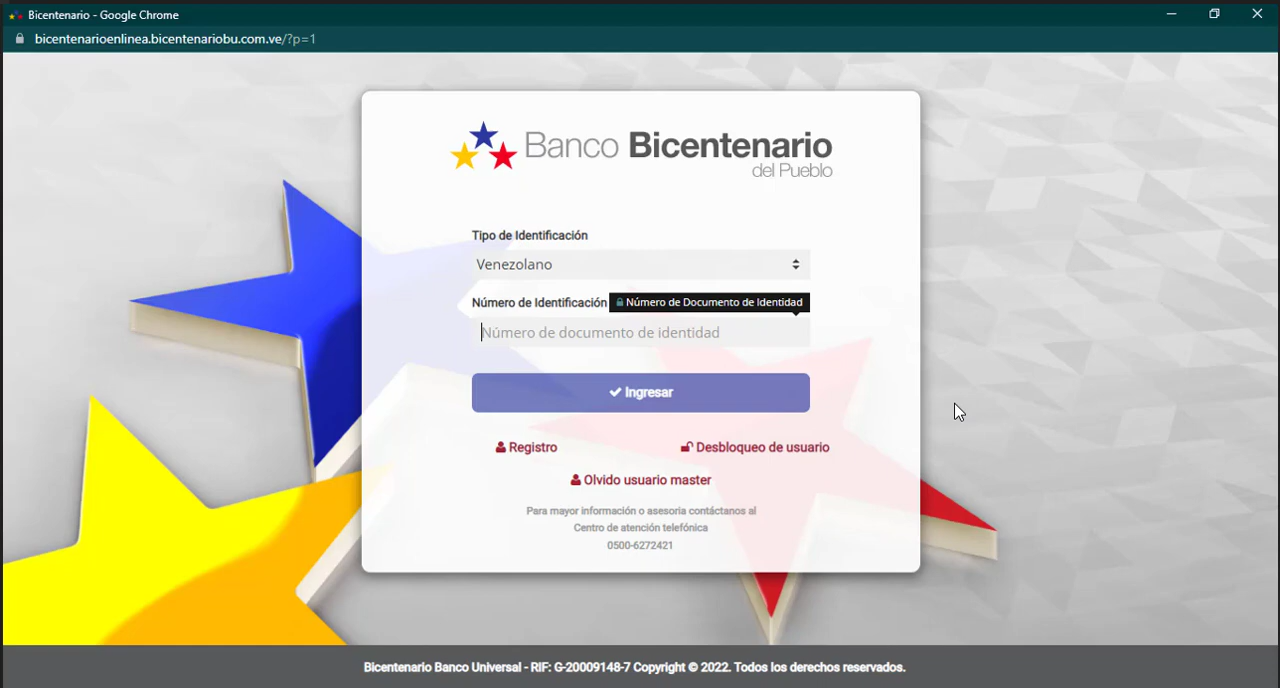 Bicentenario - Google Chrome
bicentenarioenlinea.bicentenariobu.com.ve/?p=1
Banco Bicentenario
del Pueblo
Tipo de Identificación
Venezolano
Número de Identificación Número de Documento de Identidad
Número de documento de identidad
Ingresar
Registro Desbloqueo de usuario
Olvido usuario master
Para mayor información o asesoria contáctanos al
Centro de atención telefónica
0500-6272421
Bicentenario Banco Universal - RIF: G-20009148-7 Copyright © 2022. Todos los derechos reservados.